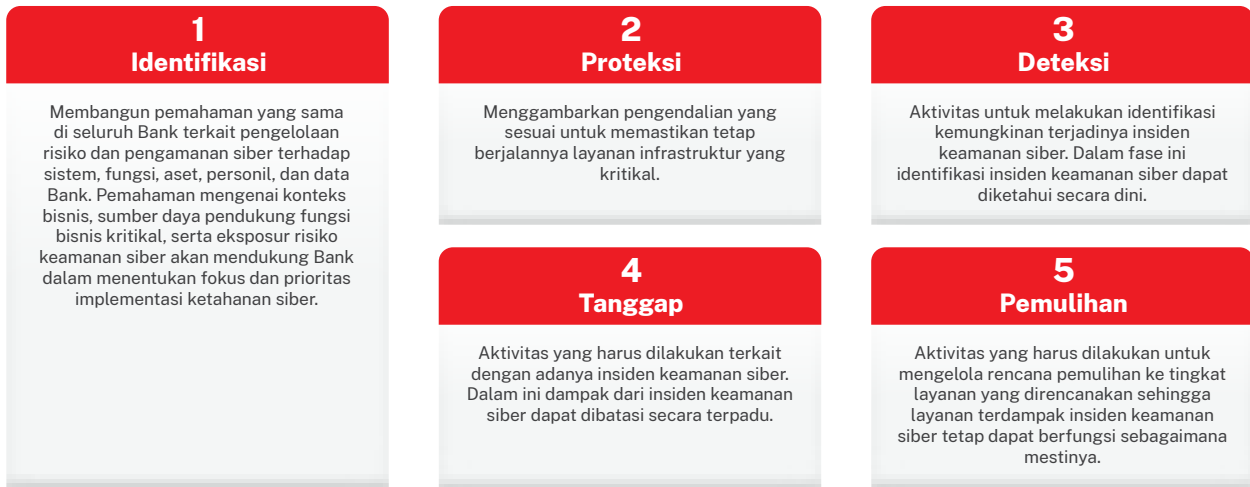 1
Identifikasi
Membangun pemahaman yang sama
di seluruh Bank terkait pengelolaan
risiko dan pengamanan siber terhadap
sistem, fungsi, aset, personil, dan data
Bank. Pemahaman mengenai konteks
bisnis, sumber daya pendukung fungsi
bisnis kritikal, serta eksposur risiko
keamanan siber akan mendukung Bank
dalam menentukan fokus dan prioritas
implementasi ketahanan siber.
2
Proteksi
Menggambarkan pengendalian yang
sesuai untuk memastikan tetap
berjalannya layanan infrastruktur yang
kritikal.
3
Deteksi
Aktivitas untuk melakukan identifikasi
kemungkinan terjadinya insiden
keamanan siber. Dalam fase ini
identifikasi insiden keamanan siber dapat
diketahui secara dini.
4
Tanggap
Aktivitas yang harus dilakukan terkait
dengan adanya insiden keamanan siber.
Dalam ini dampak dari insiden keamanan
siber dapat dibatasi secara terpadu.
5
Pemulihan
Aktivitas yang harus dilakukan untuk
mengelola rencana pemulihan ke tingkat
layanan yang direncanakan sehingga
layanan terdampak insiden keamanan
siber tetap dapat berfungsi sebagaimana
mestinya.